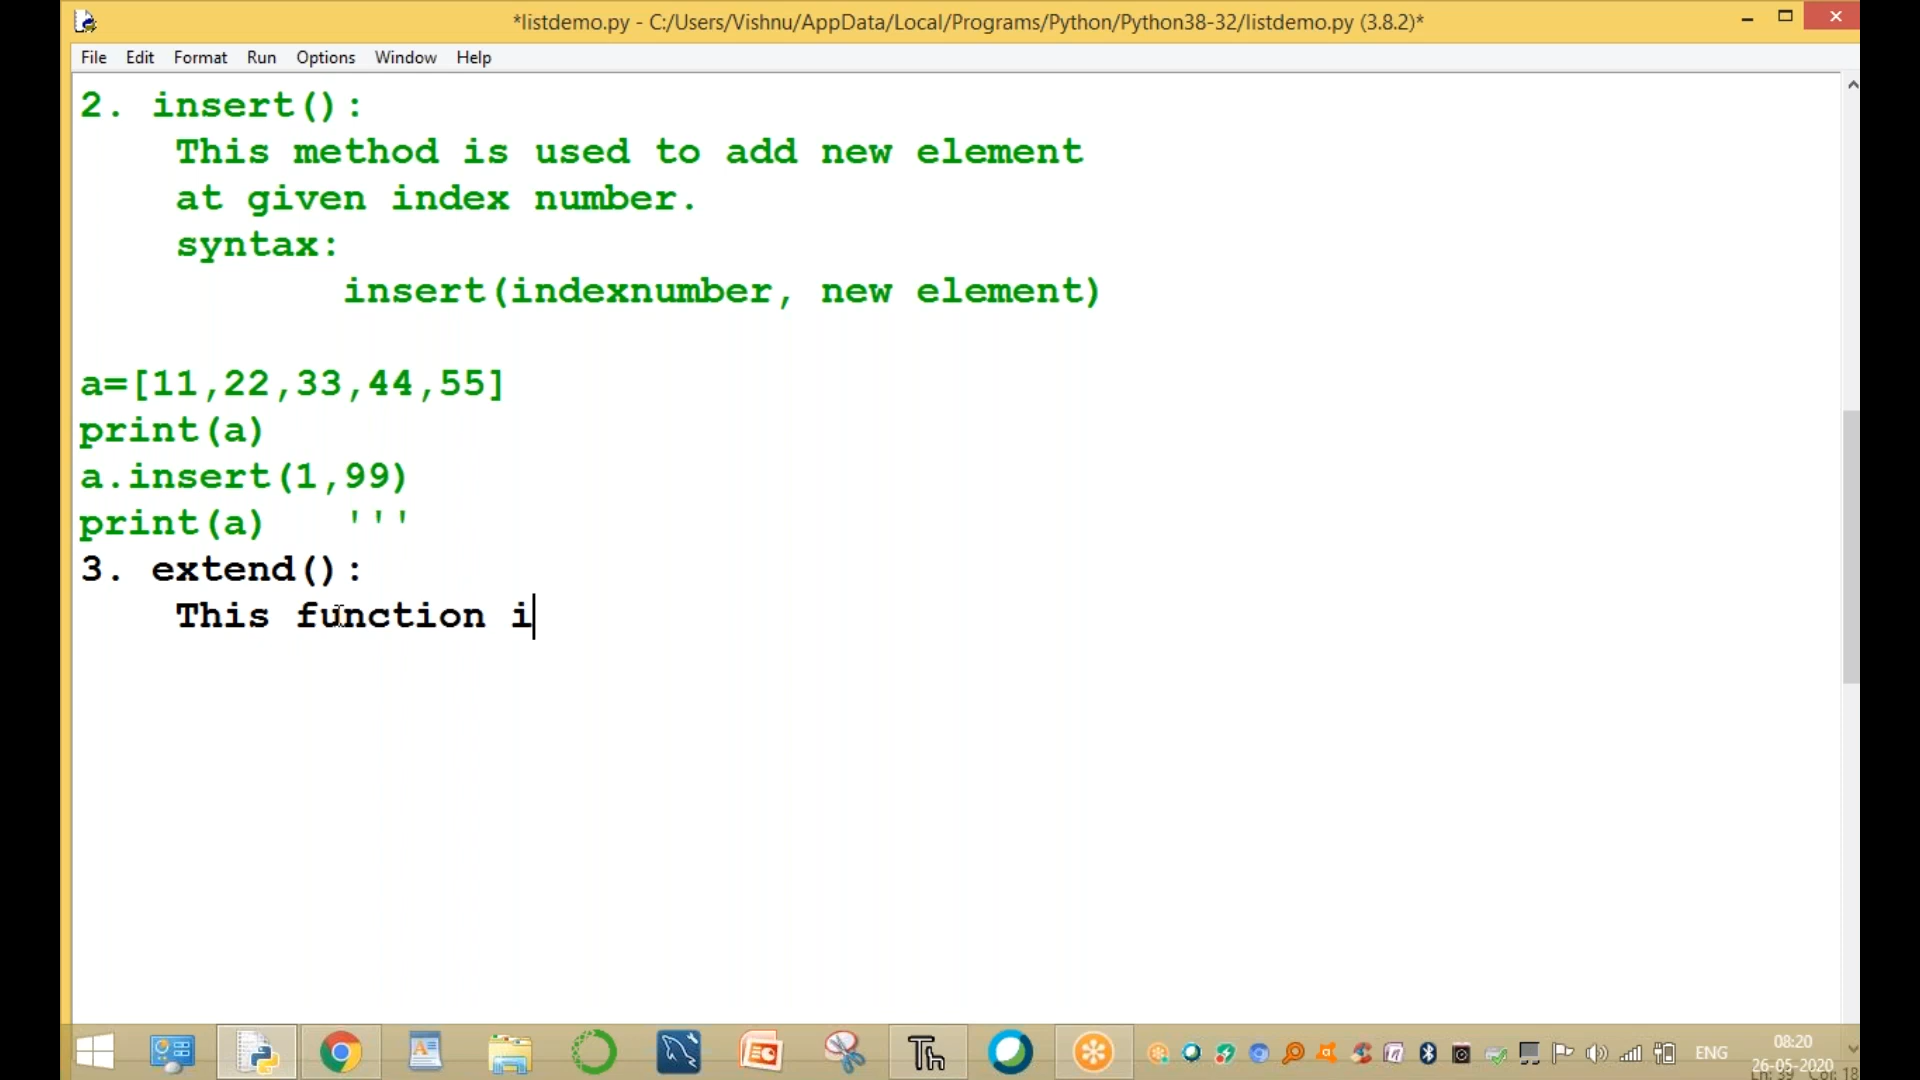 *listdemo.py - C:/Users/Vishnu/AppData/Local/Programs/Python/Python38-32/listdemo.py (3.8.2)*
File Edit Format Run Options Window Help
2. insert():
This method is used to add new element
at given index number.
syntax:
insert(indexnumber, new element)
a=[11,22,33,44,55]
print(a)
a.insert(1,99)
print(a) '''
3. extend():
This function i
Th
ENG
08:20
26-05-2020